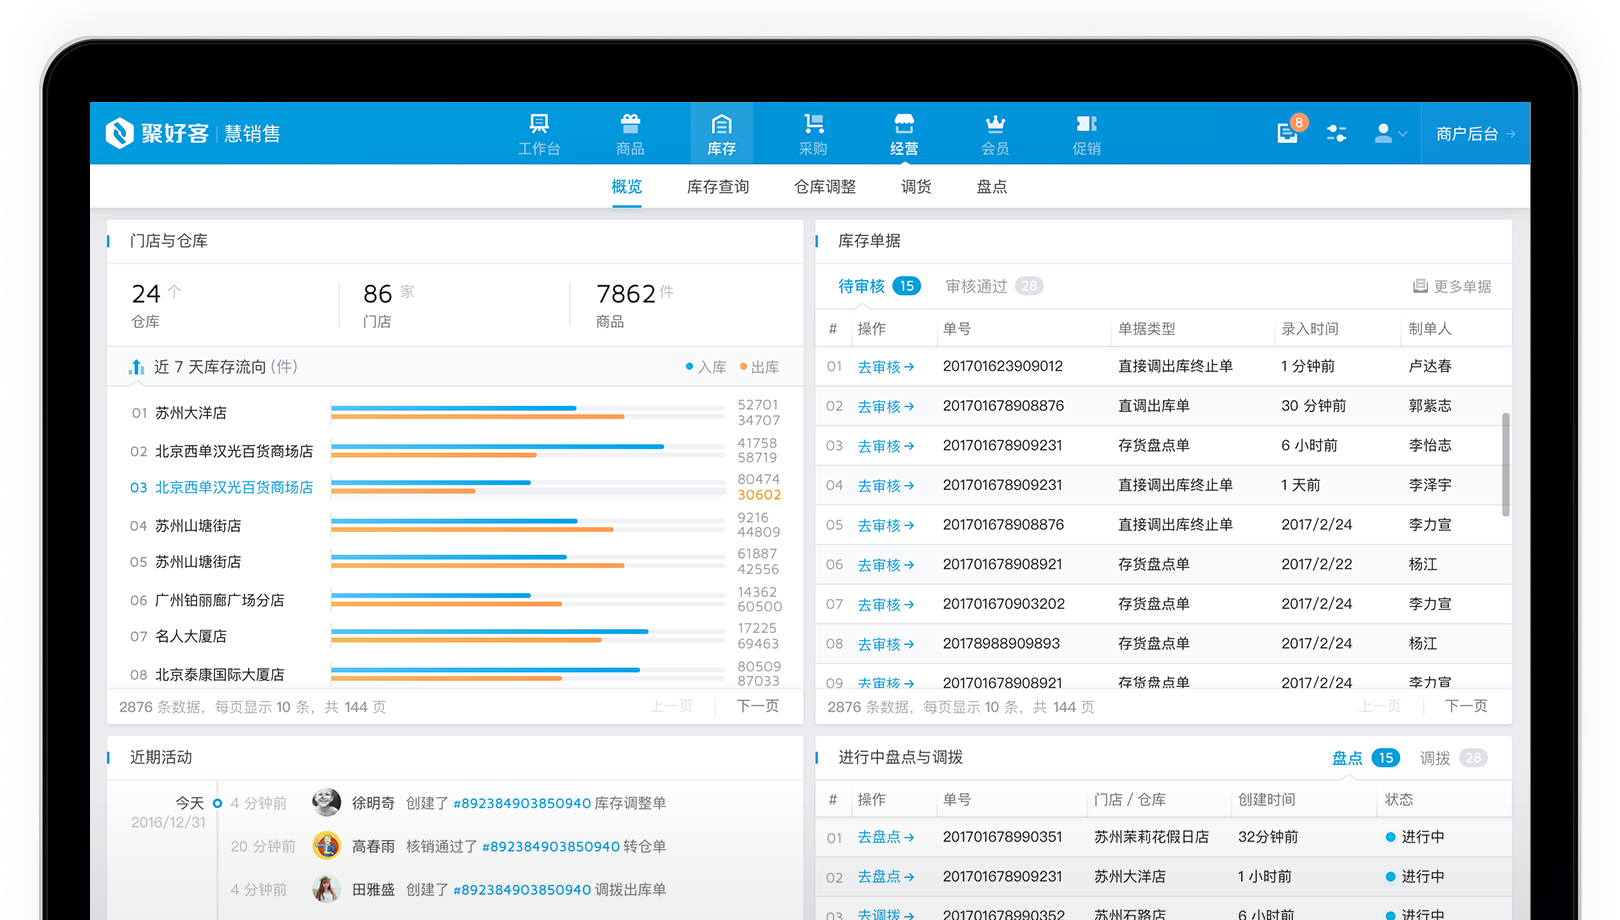 聚好客 慧销售 工作台 商品 库存 采购 经营 会员 促销 8 商户后台 →
概览 库存查询 仓库调整 调货 盘点
门店与仓库
24 个 86 家 7862 件
仓库 门店 商品
近 7 天库存流向 (件) 入库 出库
01 苏州大洋店 52701 34707
02 北京西单汉光百货商场店 41758 58719
03 北京西单汉光百货商场店 80474 30602
04 苏州山塘街店 9216 44809
05 苏州山塘街店 61887 42556
06 广州铂丽廊广场分店 14362 60500
07 名人大厦店 17225 69463
08 北京泰康国际大厦店 80509 87033
2876 条数据，每页显示 10 条，共 144 页 上一页 下一页
库存单据
待审核 15 审核通过 28 更多单据
# 操作 单号 单据类型 录入时间 制单人
01 去审核→ 201701623909012 直接调出库终止单 1 分钟前 卢达春
02 去审核→ 201701678908876 直调出库单 30 分钟前 郭紫志
03 去审核→ 201701678909231 存货盘点单 6 小时前 李怡志
04 去审核→ 201701678909231 直接调出库终止单 1 天前 李泽宇
05 去审核→ 201701678908876 直接调出库终止单 2017/2/24 李力宣
06 去审核→ 201701678908921 存货盘点单 2017/2/22 杨江
07 去审核→ 201701670903202 存货盘点单 2017/2/24 李力宣
08 去审核→ 20178988909893 存货盘点单 2017/2/24 杨江
09 去审核→ 201701678908921 存货盘点单 2017/2/24 李力宣
2876 条数据，每页显示 10 条，共 144 页 上一页 下一页
近期活动
今天 4 分钟前 徐明奇 创建了 #892384903850940 库存调整单
2016/12/31
20 分钟前 高春雨 核销通过了 #892384903850940 转仓单
4 分钟前 田雅盛 创建了 #892384903850940 调拨出库单
进行中盘点与调拨 盘点 15 调拨 28
# 操作 单号 门店 / 仓库 创建时间 状态
01 去盘点→ 201701678990351 苏州茉莉花假日店 32分钟前 进行中
02 去盘点→ 201701678909231 苏州大洋店 1 小时前 进行中
03 去调拨→ 201701678990352 苏州石路店 6 小时前 进行中